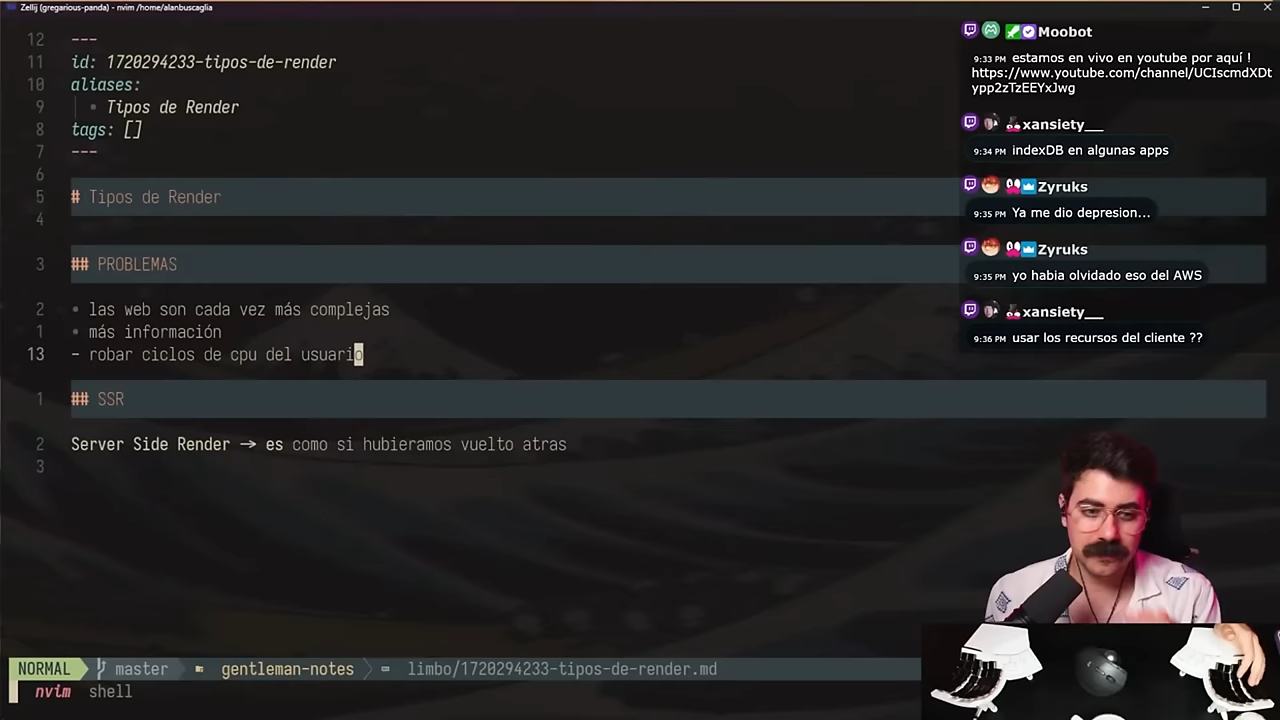 Zellij (gregarious-panda) - nvim /home/alanbuscaglia
12 ---
11 id: 1720294233-tipos-de-render
10 aliases:
9 • Tipos de Render
8 tags: []
7 ---
6
5 # Tipos de Render
4
3 ## PROBLEMAS
2 • las web son cada vez más complejas
1 • más información
13 - robar ciclos de cpu del usuario
1 ## SSR
2 Server Side Render → es como si hubieramos vuelto atras
3
NORMAL master gentleman-notes limbo/1720294233-tipos-de-render.md
nvim shell
Moobot
9:33 PM estamos en vivo en youtube por aquí !
https://www.youtube.com/channel/UCIscmdXDt
ypp2zTzEEYxJwg
xansiety__
9:34 PM indexDB en algunas apps
Zyruks
9:35 PM Ya me dio depresion...
Zyruks
9:35 PM yo habia olvidado eso del AWS
xansiety__
9:36 PM usar los recursos del cliente ??